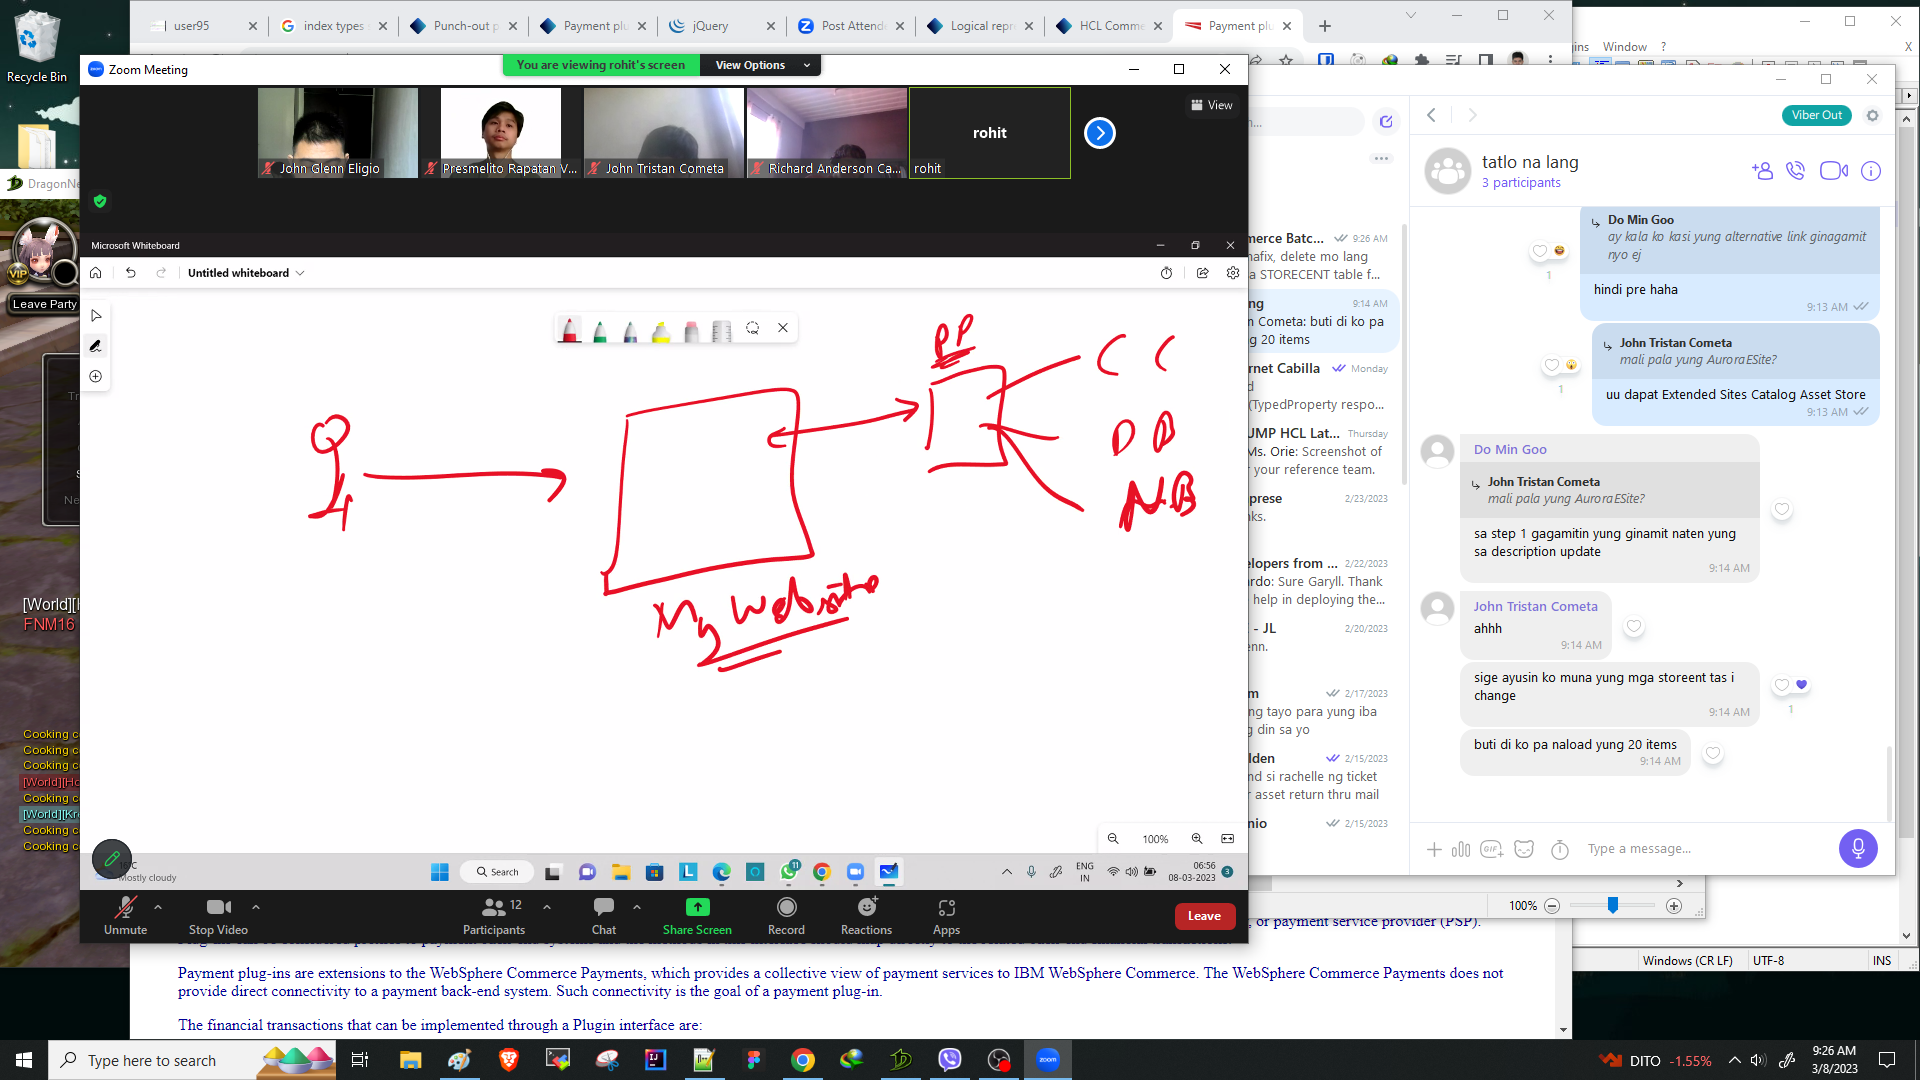 Recycle Bin
user95
index types
Punch-out p
Payment plu
jQuery
Post Attende
Logical repr
HCL Comme
Payment plu
Zoom Meeting
You are viewing rohit's screen
View Options
gins Window ?
X
John Glenn Eligio
Presmelito Rapatan V...
John Tristan Cometa
Richard Anderson Ca...
rohit
rohit
View
DragonNe
VIP
Leave Party
[World][
FNM16
Cooking c
Cooking c
Cooking c
[World][Ho
Cooking c
[World][Kre
Cooking c
Cooking c
Microsoft Whiteboard
Untitled whiteboard
PP
C C
D B
NB
My Website
100%
Mostly cloudy
Search
11
ENG
IN
06:56
08-03-2023
3
Unmute
Stop Video
12
Participants
Chat
Share Screen
Record
Reactions
Apps
Leave
n...
merce Batc... 9:26 AM
nafix, delete mo lang
a STORECENT table f...
ng 9:14 AM
n Cometa: buti di ko pa
g 20 items
rnet Cabilla Monday
d
(TypedProperty respo...
UMP HCL Lat... Thursday
Ms. Orie: Screenshot of
r your reference team.
prese 2/23/2023
nks.
elopers from ... 2/22/2023
rdo: Sure Garyll. Thank
help in deploying the...
- JL 2/20/2023
nn.
m 2/17/2023
ng tayo para yung iba
g din sa yo
lden 2/15/2023
nd si rachelle ng ticket
r asset return thru mail
nio 2/15/2023
Viber Out
tatlo na lang
3 participants
Do Min Goo
ay kala ko kasi yung alternative link ginagamit
nyo ej
hindi pre haha
9:13 AM
1
John Tristan Cometa
mali pala yung AuroraESite?
uu dapat Extended Sites Catalog Asset Store
9:13 AM
1
Do Min Goo
John Tristan Cometa
mali pala yung AuroraESite?
sa step 1 gagamitin yung ginamit naten yung
sa description update
9:14 AM
John Tristan Cometa
ahhh
9:14 AM
sige ayusin ko muna yung mga storeent tas i
change
9:14 AM
1
buti di ko pa naload yung 20 items
9:14 AM
GIF
Type a message...
100%
, or payment service provider (PSP).
Payment plug-ins are extensions to the WebSphere Commerce Payments, which provides a collective view of payment services to IBM WebSphere Commerce. The WebSphere Commerce Payments does not
provide direct connectivity to a payment back-end system. Such connectivity is the goal of a payment plug-in.
The financial transactions that can be implemented through a Plugin interface are:
Windows (CR LF) UTF-8 INS
Type here to search
zoom
DITO -1.55%
9:26 AM
3/8/2023